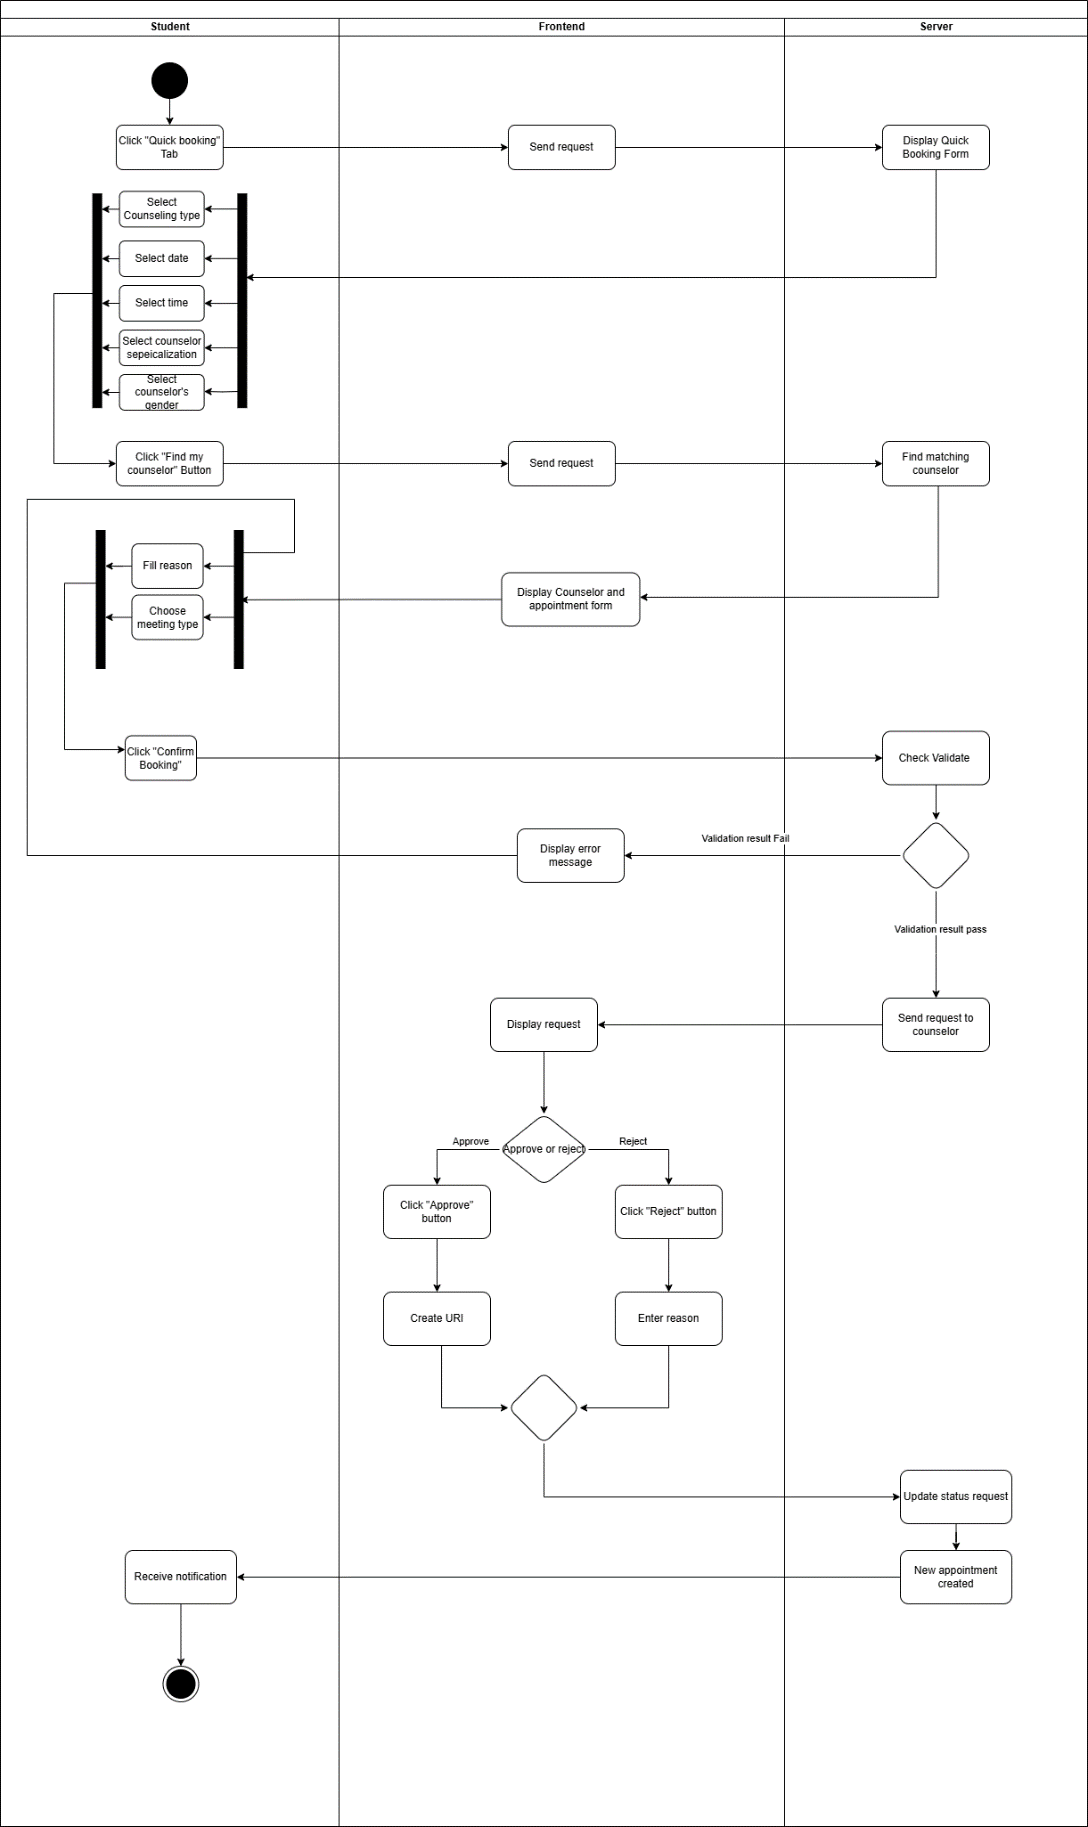 Student
Frontend
Server
Click "Quick booking"
Tab
Send request
Display Quick
Booking Form
Select
Counseling type
Select date
Select time
Select counselor
sepeicalization
Select
counselor's
gender
Click "Find my
counselor" Button
Send request
Find matching
counselor
Fill reason
Choose
meeting type
Display Counselor and
appointment form
Click "Confirm
Booking"
Check Validate
Validation result Fail
Display error
message
Validation result pass
Display request
Send request to
counselor
Approve
Approve or reject
Reject
Click "Approve"
button
Click "Reject" button
Create URI
Enter reason
Update status request
Receive notification
New appointment
created